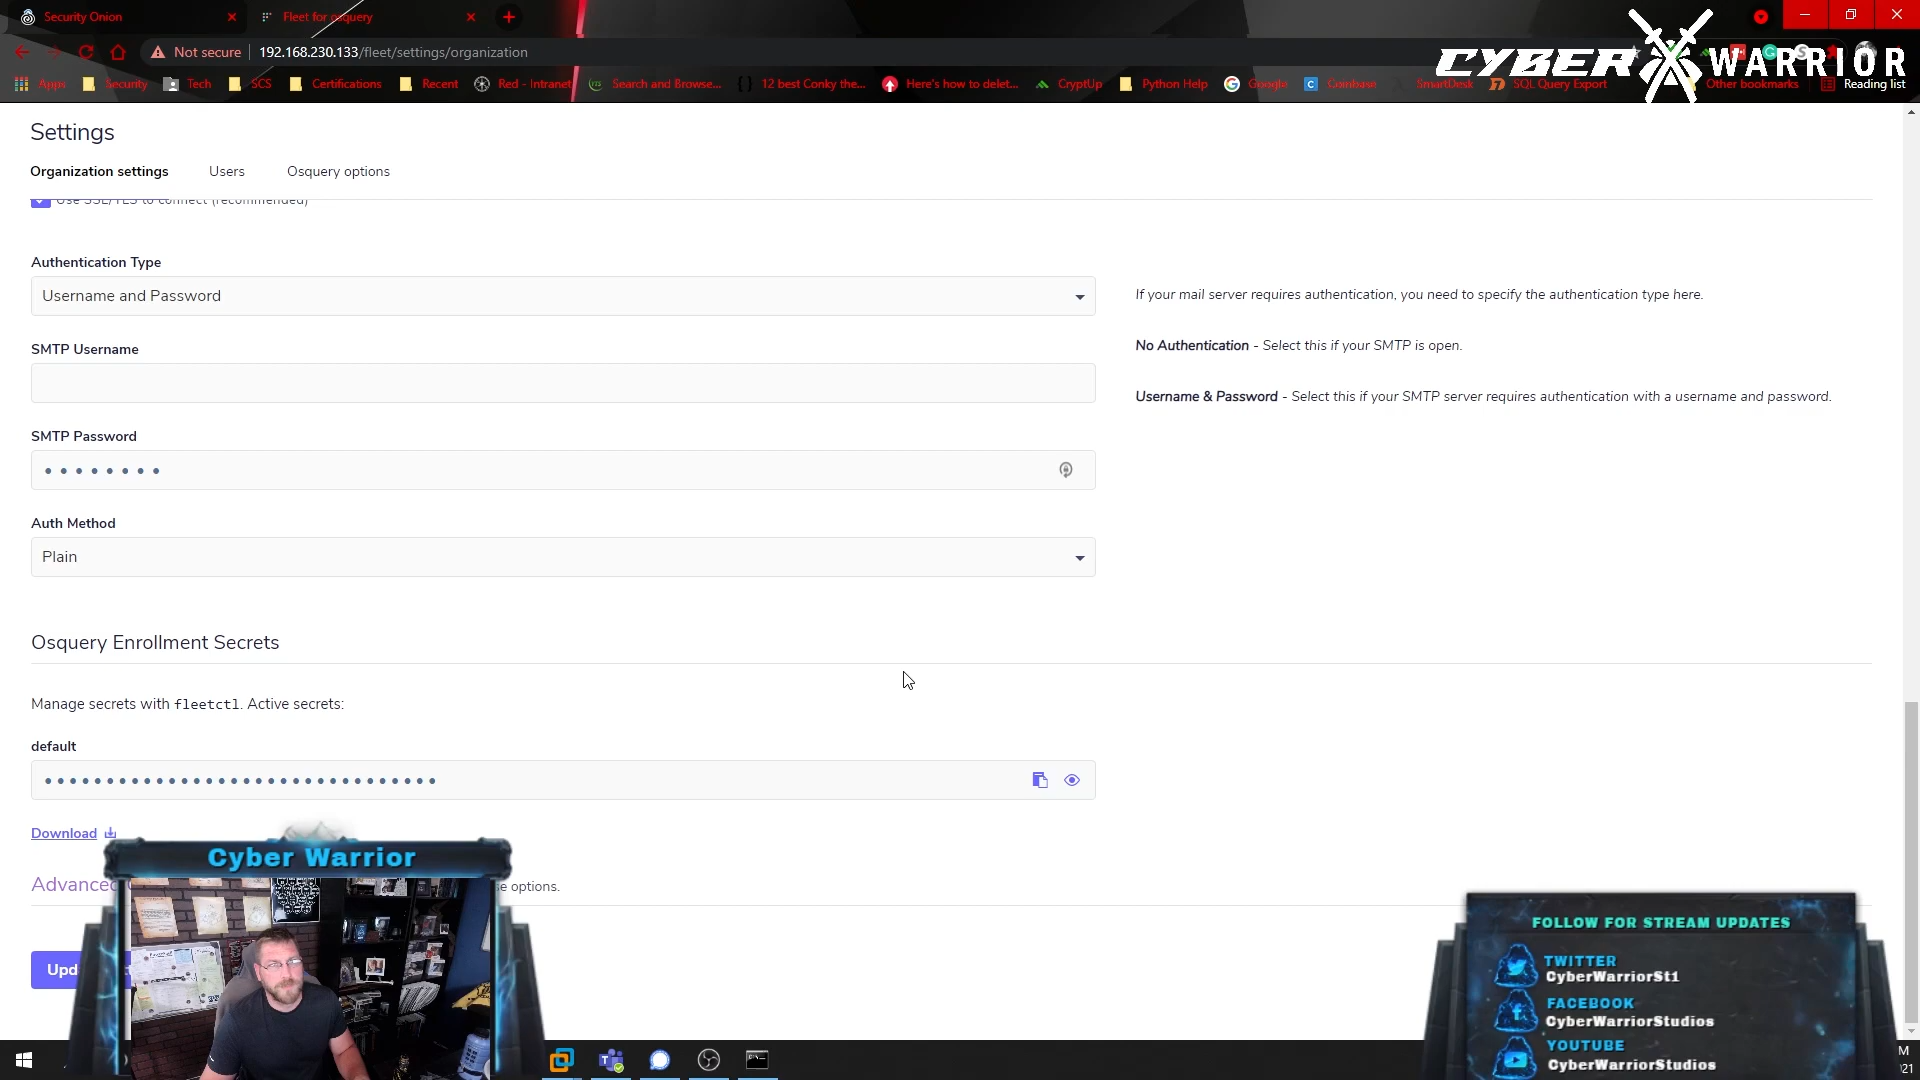 Security Onion
Fleet for osquery
Not secure
192.168.230.133/fleet/settings/organization
CYBER WARRIOR
Apps
Security
Tech
SCS
Certifications
Recent
Red - Intranet
Search and Browse...
12 best Conky the...
Here's how to delet...
CryptUp
Python Help
Google
Coinbase
SmartDesk
SQL Query Export
Other bookmarks
Reading list
Settings
Organization settings
Users
Osquery options
Use SSL/TLS to connect (recommended)
Authentication Type
Username and Password
If your mail server requires authentication, you need to specify the authentication type here.
No Authentication - Select this if your SMTP is open.
Username & Password - Select this if your SMTP server requires authentication with a username and password.
SMTP Username
SMTP Password
Auth Method
Plain
Osquery Enrollment Secrets
Manage secrets with fleetctl. Active secrets:
default
Download
Advanced
options.
Upd
Cyber Warrior
FOLLOW FOR STREAM UPDATES
TWITTER
CyberWarriorSt1
FACEBOOK
CyberWarriorStudios
YOUTUBE
CyberWarriorStudios